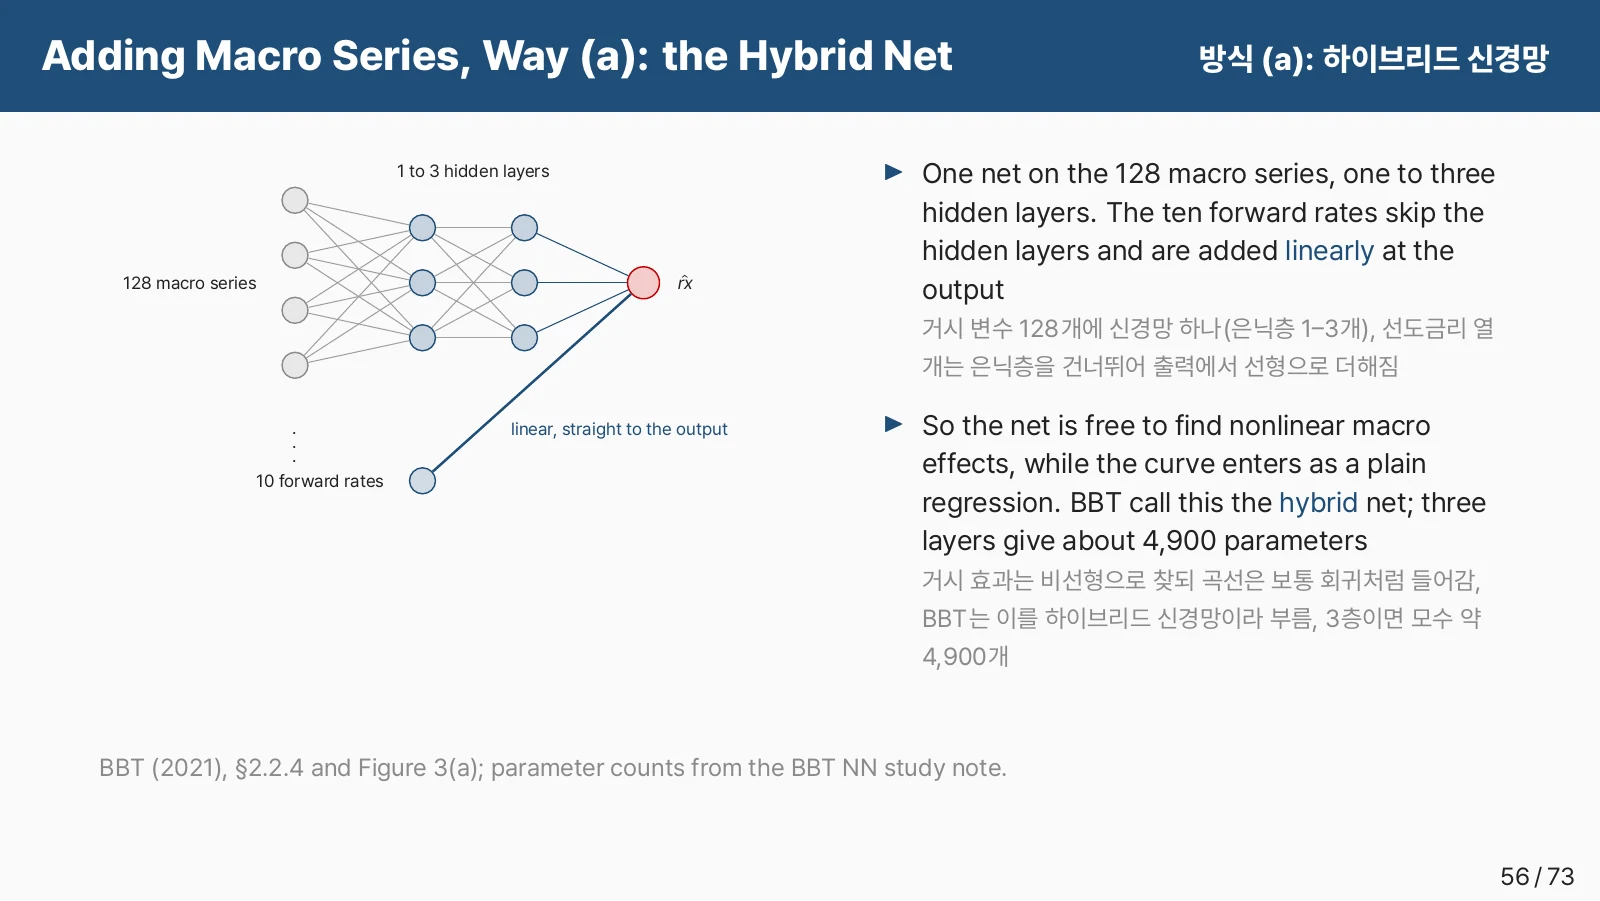 Adding Macro Series, Way (a): the Hybrid Net
방식 (a): 하이브리드 신경망
1 to 3 hidden layers
128 macro series
r̂x
linear, straight to the output
10 forward rates
One net on the 128 macro series, one to three
hidden layers. The ten forward rates skip the
hidden layers and are added linearly at the
output
거시 변수 128개에 신경망 하나(은닉층 1–3개), 선도금리 열
개는 은닉층을 건너뛰어 출력에서 선형으로 더해짐
So the net is free to find nonlinear macro
effects, while the curve enters as a plain
regression. BBT call this the hybrid net; three
layers give about 4,900 parameters
거시 효과는 비선형으로 찾되 곡선은 보통 회귀처럼 들어감,
BBT는 이를 하이브리드 신경망이라 부름, 3층이면 모수 약
4,900개
BBT (2021), §2.2.4 and Figure 3(a); parameter counts from the BBT NN study note.
56 / 73